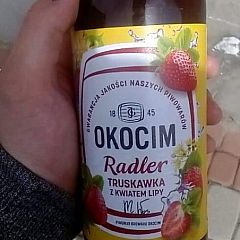 GWARANCJA JAKOŚCI NASZYCH PIWOWARÓW
18 45
OKOCIM
Radler
TRUSKAWKA
Z KWIATEM LIPY